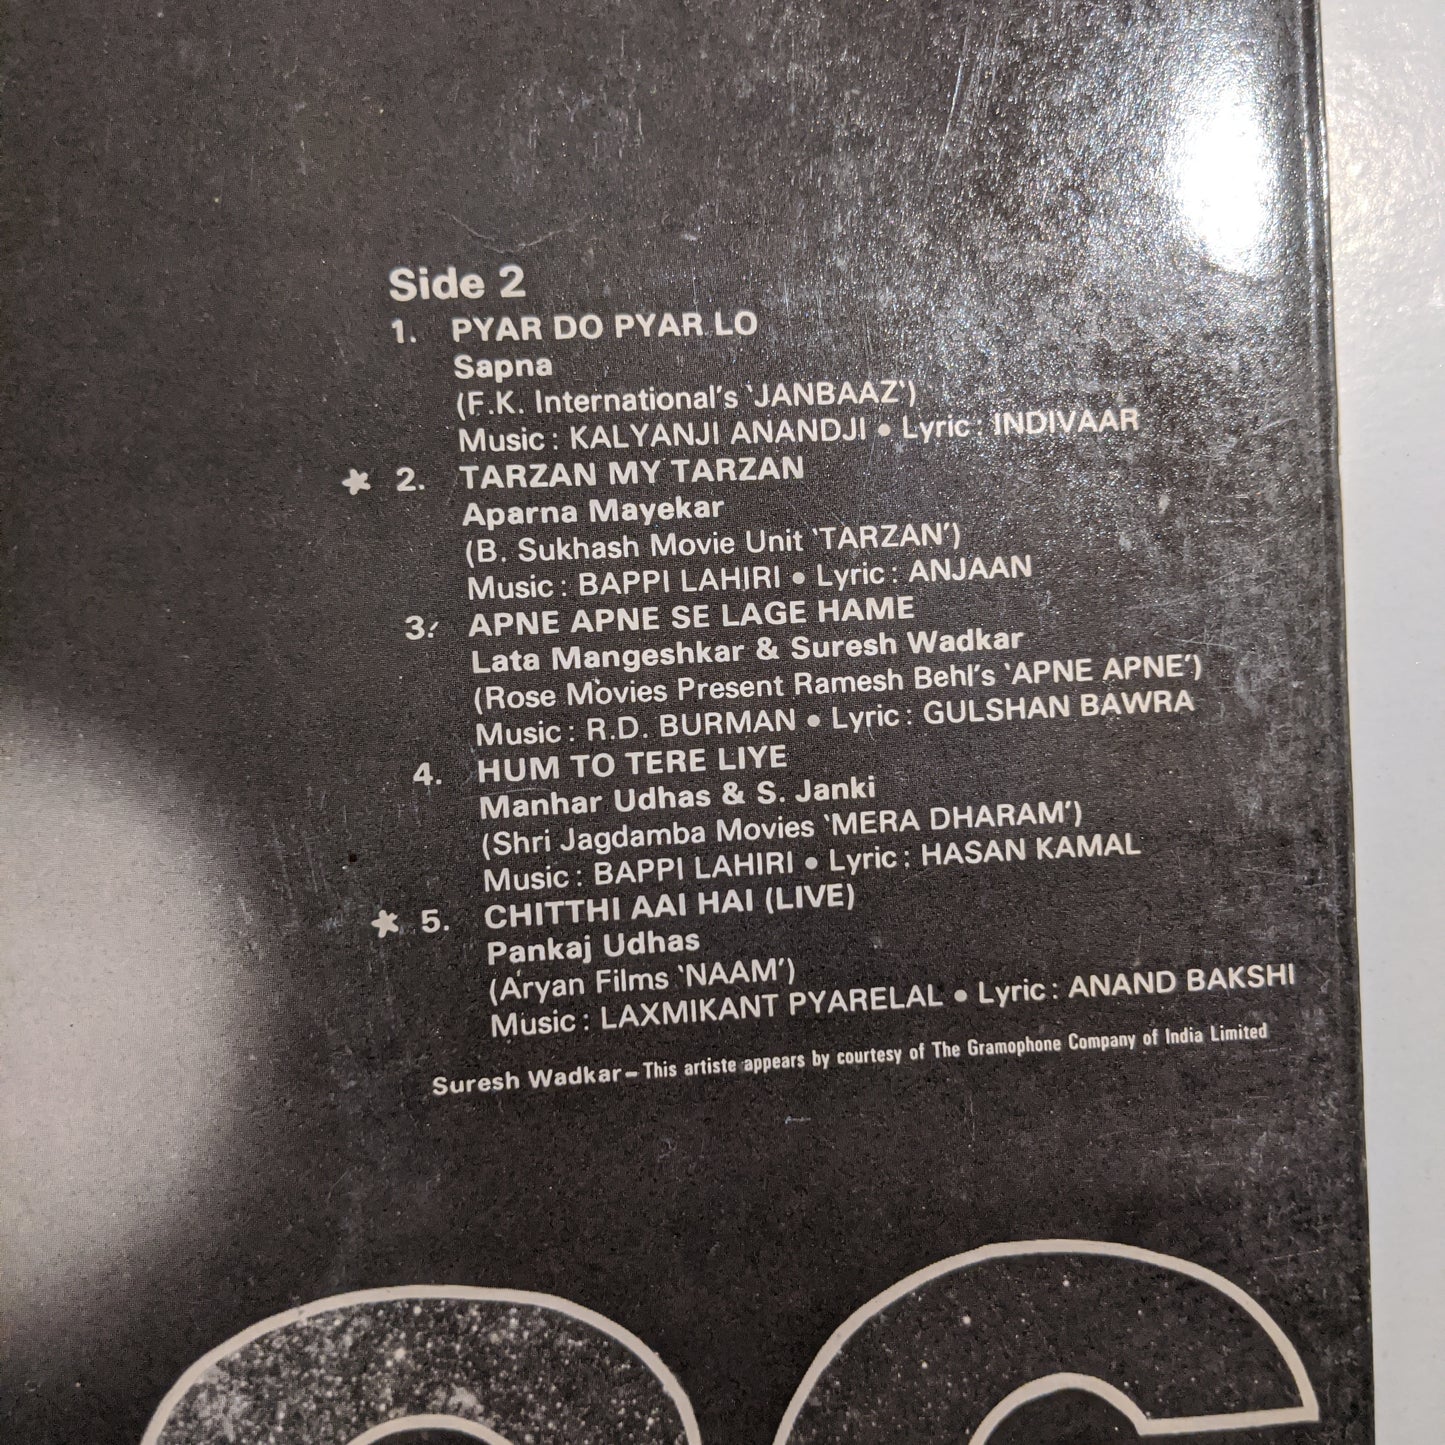 Side 2
1. PYAR DO PYAR LO
Sapna
(F.K. International's 'JANBAAZ')
Music : KALYANJI ANANDJI • Lyric : INDIVAAR
★ 2. TARZAN MY TARZAN
Aparna Mayekar
(B. Sukhash Movie Unit 'TARZAN')
Music : BAPPI LAHIRI • Lyric : ANJAAN
3. APNE APNE SE LAGE HAME
Lata Mangeshkar & Suresh Wadkar
(Rose Movies Present Ramesh Behl's 'APNE APNE')
Music : R.D. BURMAN • Lyric : GULSHAN BAWRA
4. HUM TO TERE LIYE
Manhar Udhas & S. Janki
(Shri Jagdamba Movies 'MERA DHARAM')
Music : BAPPI LAHIRI • Lyric : HASAN KAMAL
★ 5. CHITTHI AAI HAI (LIVE)
Pankaj Udhas
(Aryan Films 'NAAM')
Music : LAXMIKANT PYARELAL • Lyric : ANAND BAKSHI
Suresh Wadkar – This artiste appears by courtesy of The Gramophone Company of India Limited